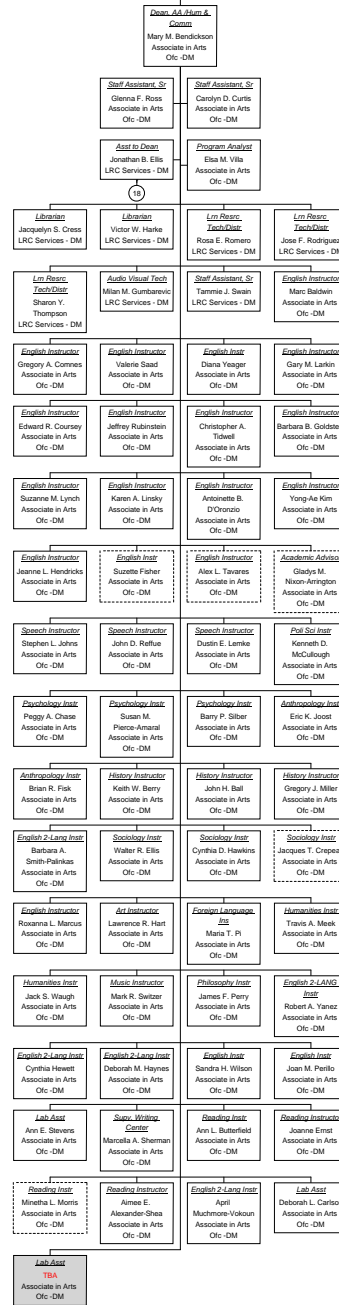 Dean, AA /Hum &
Comm
Mary M. Bendickson
Associate in Arts
Ofc -DM
Staff Assistant, Sr
Glenna F. Ross
Associate in Arts
Ofc -DM
Staff Assistant, Sr
Carolyn D. Curtis
Associate in Arts
Ofc -DM
Asst to Dean
Jonathan B. Ellis
LRC Services - DM
Program Analyst
Elsa M. Villa
Associate in Arts
Ofc -DM
18
Librarian
Jacquelyn S. Cress
LRC Services - DM
Librarian
Victor W. Harke
LRC Services - DM
Lrn Resrc
Tech/Distr
Rosa E. Romero
LRC Services - DM
Lrn Resrc
Tech/Distr
Jose F. Rodriguez
LRC Services - DM
Lrn Resrc
Tech/Distr
Sharon Y.
Thompson
LRC Services - DM
Audio Visual Tech
Milan M. Gumbarevic
LRC Services - DM
Staff Assistant, Sr
Tammie J. Swain
LRC Services - DM
English Instructor
Marc Baldwin
Associate in Arts
Ofc -DM
English Instructor
Gregory A. Comnes
Associate in Arts
Ofc -DM
English Instructor
Valerie Saad
Associate in Arts
Ofc -DM
English Instr
Diana Yeager
Associate in Arts
Ofc -DM
English Instructor
Gary M. Larkin
Associate in Arts
Ofc -DM
English Instructor
Edward R. Coursey
Associate in Arts
Ofc -DM
English Instructor
Jeffrey Rubinstein
Associate in Arts
Ofc -DM
English Instructor
Christopher A.
Tidwell
Associate in Arts
Ofc -DM
English Instructor
Barbara B. Goldste
Associate in Arts
Ofc -DM
English Instructor
Suzanne M. Lynch
Associate in Arts
Ofc -DM
English Instructor
Karen A. Linsky
Associate in Arts
Ofc -DM
English Instructor
Antoinette B.
D'Oronzio
Associate in Arts
Ofc -DM
English Instructor
Yong-Ae Kim
Associate in Arts
Ofc -DM
English Instructor
Jeanne L. Hendricks
Associate in Arts
Ofc -DM
English Instr
Suzette Fisher
Associate in Arts
Ofc -DM
English Instructor
Alex L. Tavares
Associate in Arts
Ofc -DM
Academic Advisor
Gladys M.
Nixon-Arrington
Associate in Arts
Ofc -DM
Speech Instructor
Stephen L. Johns
Associate in Arts
Ofc -DM
Speech Instructor
John D. Reffue
Associate in Arts
Ofc -DM
Speech Instructor
Dustin E. Lemke
Associate in Arts
Ofc -DM
Poli Sci Instr
Kenneth D.
McCullough
Associate in Arts
Ofc -DM
Psychology Instr
Peggy A. Chase
Associate in Arts
Ofc -DM
Psychology Instr
Susan M.
Pierce-Amaral
Associate in Arts
Ofc -DM
Psychology Instr
Barry P. Silber
Associate in Arts
Ofc -DM
Anthropology Instr
Eric K. Joost
Associate in Arts
Ofc -DM
Anthropology Instr
Brian R. Fisk
Associate in Arts
Ofc -DM
History Instructor
Keith W. Berry
Associate in Arts
Ofc -DM
History Instructor
John H. Ball
Associate in Arts
Ofc -DM
History Instructor
Gregory J. Miller
Associate in Arts
Ofc -DM
English 2-Lang Instr
Barbara A.
Smith-Palinkas
Associate in Arts
Ofc -DM
Sociology Instr
Walter R. Ellis
Associate in Arts
Ofc -DM
Sociology Instr
Cynthia D. Hawkins
Associate in Arts
Ofc -DM
Sociology Instr
Jacques T. Crepea
Associate in Arts
Ofc -DM
English Instructor
Roxanna L. Marcus
Associate in Arts
Ofc -DM
Art Instructor
Lawrence R. Hart
Associate in Arts
Ofc -DM
Foreign Language
Ins
Maria T. Pi
Associate in Arts
Ofc -DM
Humanities Instr
Travis A. Meek
Associate in Arts
Ofc -DM
Humanities Instr
Jack S. Waugh
Associate in Arts
Ofc -DM
Music Instructor
Mark R. Switzer
Associate in Arts
Ofc -DM
Philosophy Instr
James F. Perry
Associate in Arts
Ofc -DM
English 2-LANG
Instr
Robert A. Yanez
Associate in Arts
Ofc -DM
English 2-Lang Instr
Cynthia Hewett
Associate in Arts
Ofc -DM
English 2-Lang Instr
Deborah M. Haynes
Associate in Arts
Ofc -DM
English Instr
Sandra H. Wilson
Associate in Arts
Ofc -DM
English Instr
Joan M. Perillo
Associate in Arts
Ofc -DM
Lab Asst
Ann E. Stevens
Associate in Arts
Ofc -DM
Supv. Writing
Center
Marcella A. Sherman
Associate in Arts
Ofc -DM
Reading Instr
Ann L. Butterfield
Associate in Arts
Ofc -DM
Reading Instructor
Joanne Ernst
Associate in Arts
Ofc -DM
Reading Instr
Minetha L. Morris
Associate in Arts
Ofc -DM
Reading Instructor
Aimee E.
Alexander-Shea
Associate in Arts
Ofc -DM
English 2-Lang Instr
April
Muchmore-Vokoun
Associate in Arts
Ofc -DM
Lab Asst
Deborah L. Carlso
Associate in Arts
Ofc -DM
Lab Asst
TBA
Associate in Arts
Ofc -DM